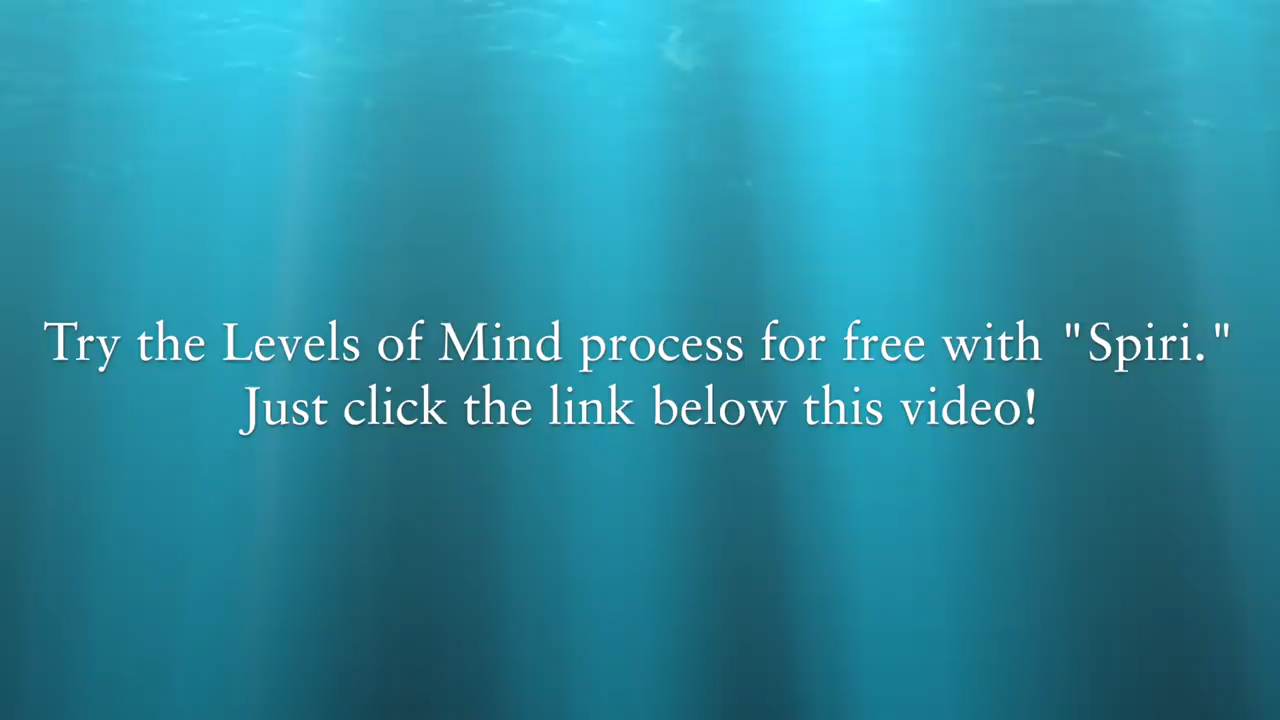 Try the Levels of Mind process for free with "Spiri."
Just click the link below this video!